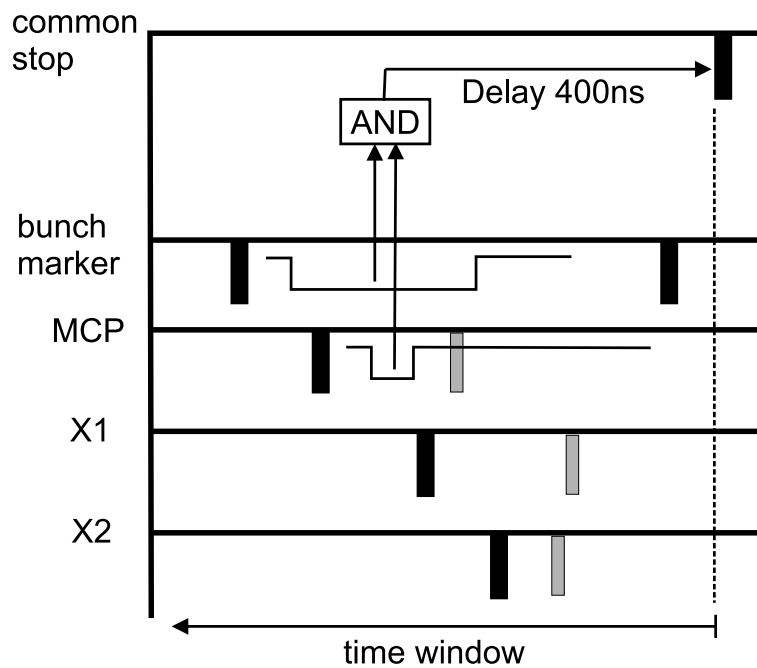 common
stop
Delay 400ns
AND
bunch
marker
MCP
X1
X2
time window